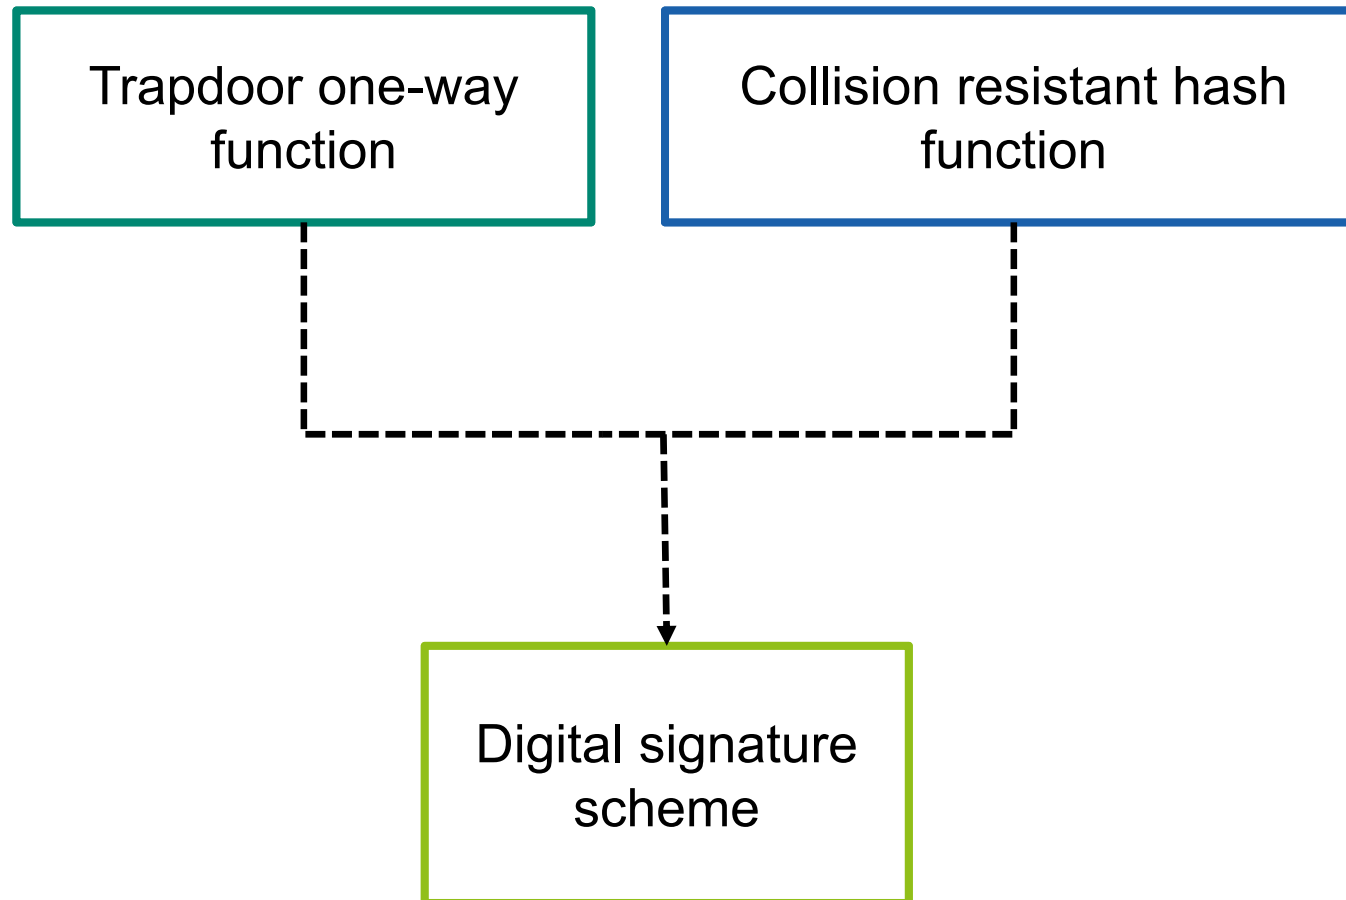 Trapdoor one-way
function
Collision resistant hash
function
Digital signature
scheme